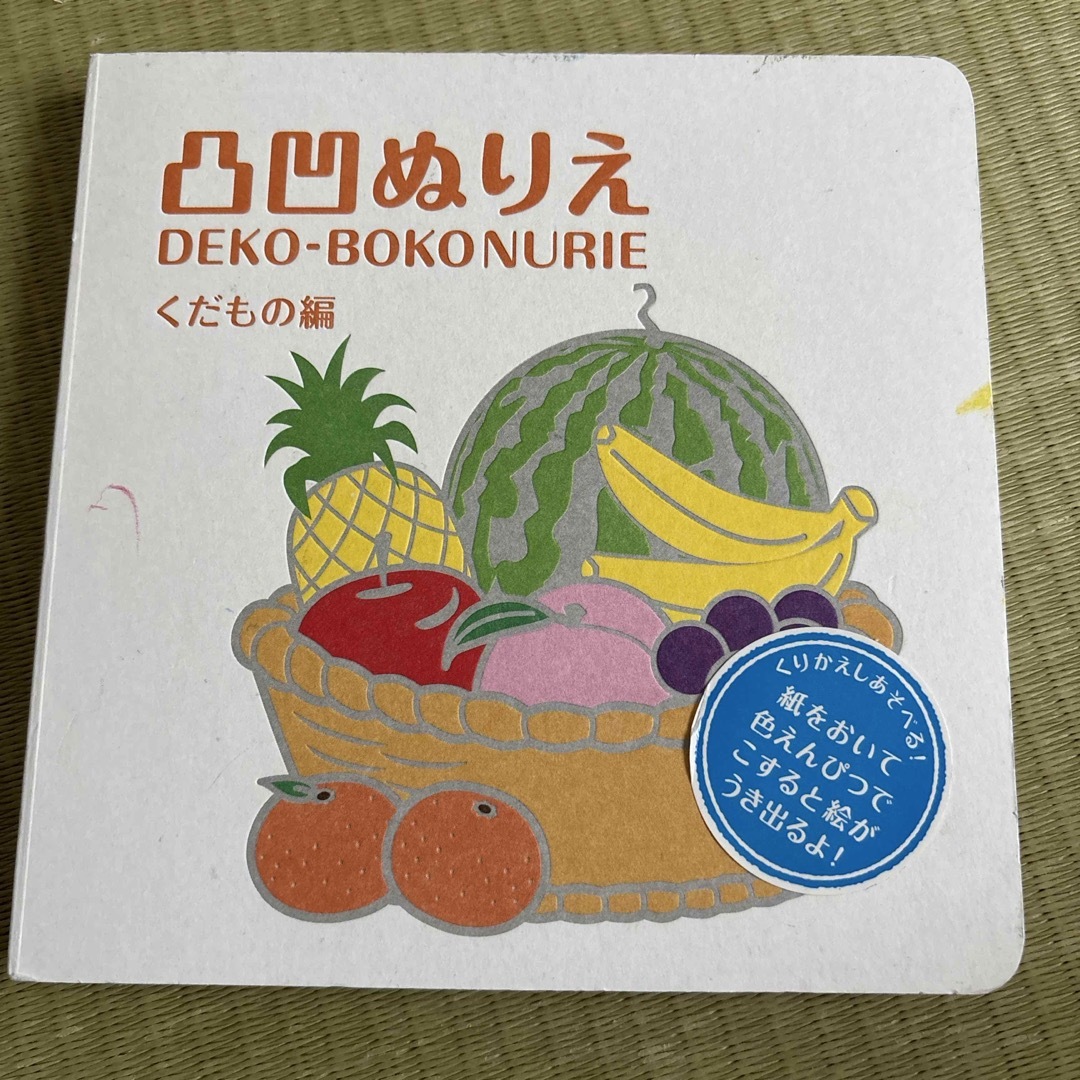 凸凹ぬりえ
DEKO-BOKO NURIE
くだもの編
くりかえしあそべる!
紙をおいて
色えんぴつで
こすると絵が
うき出るよ!